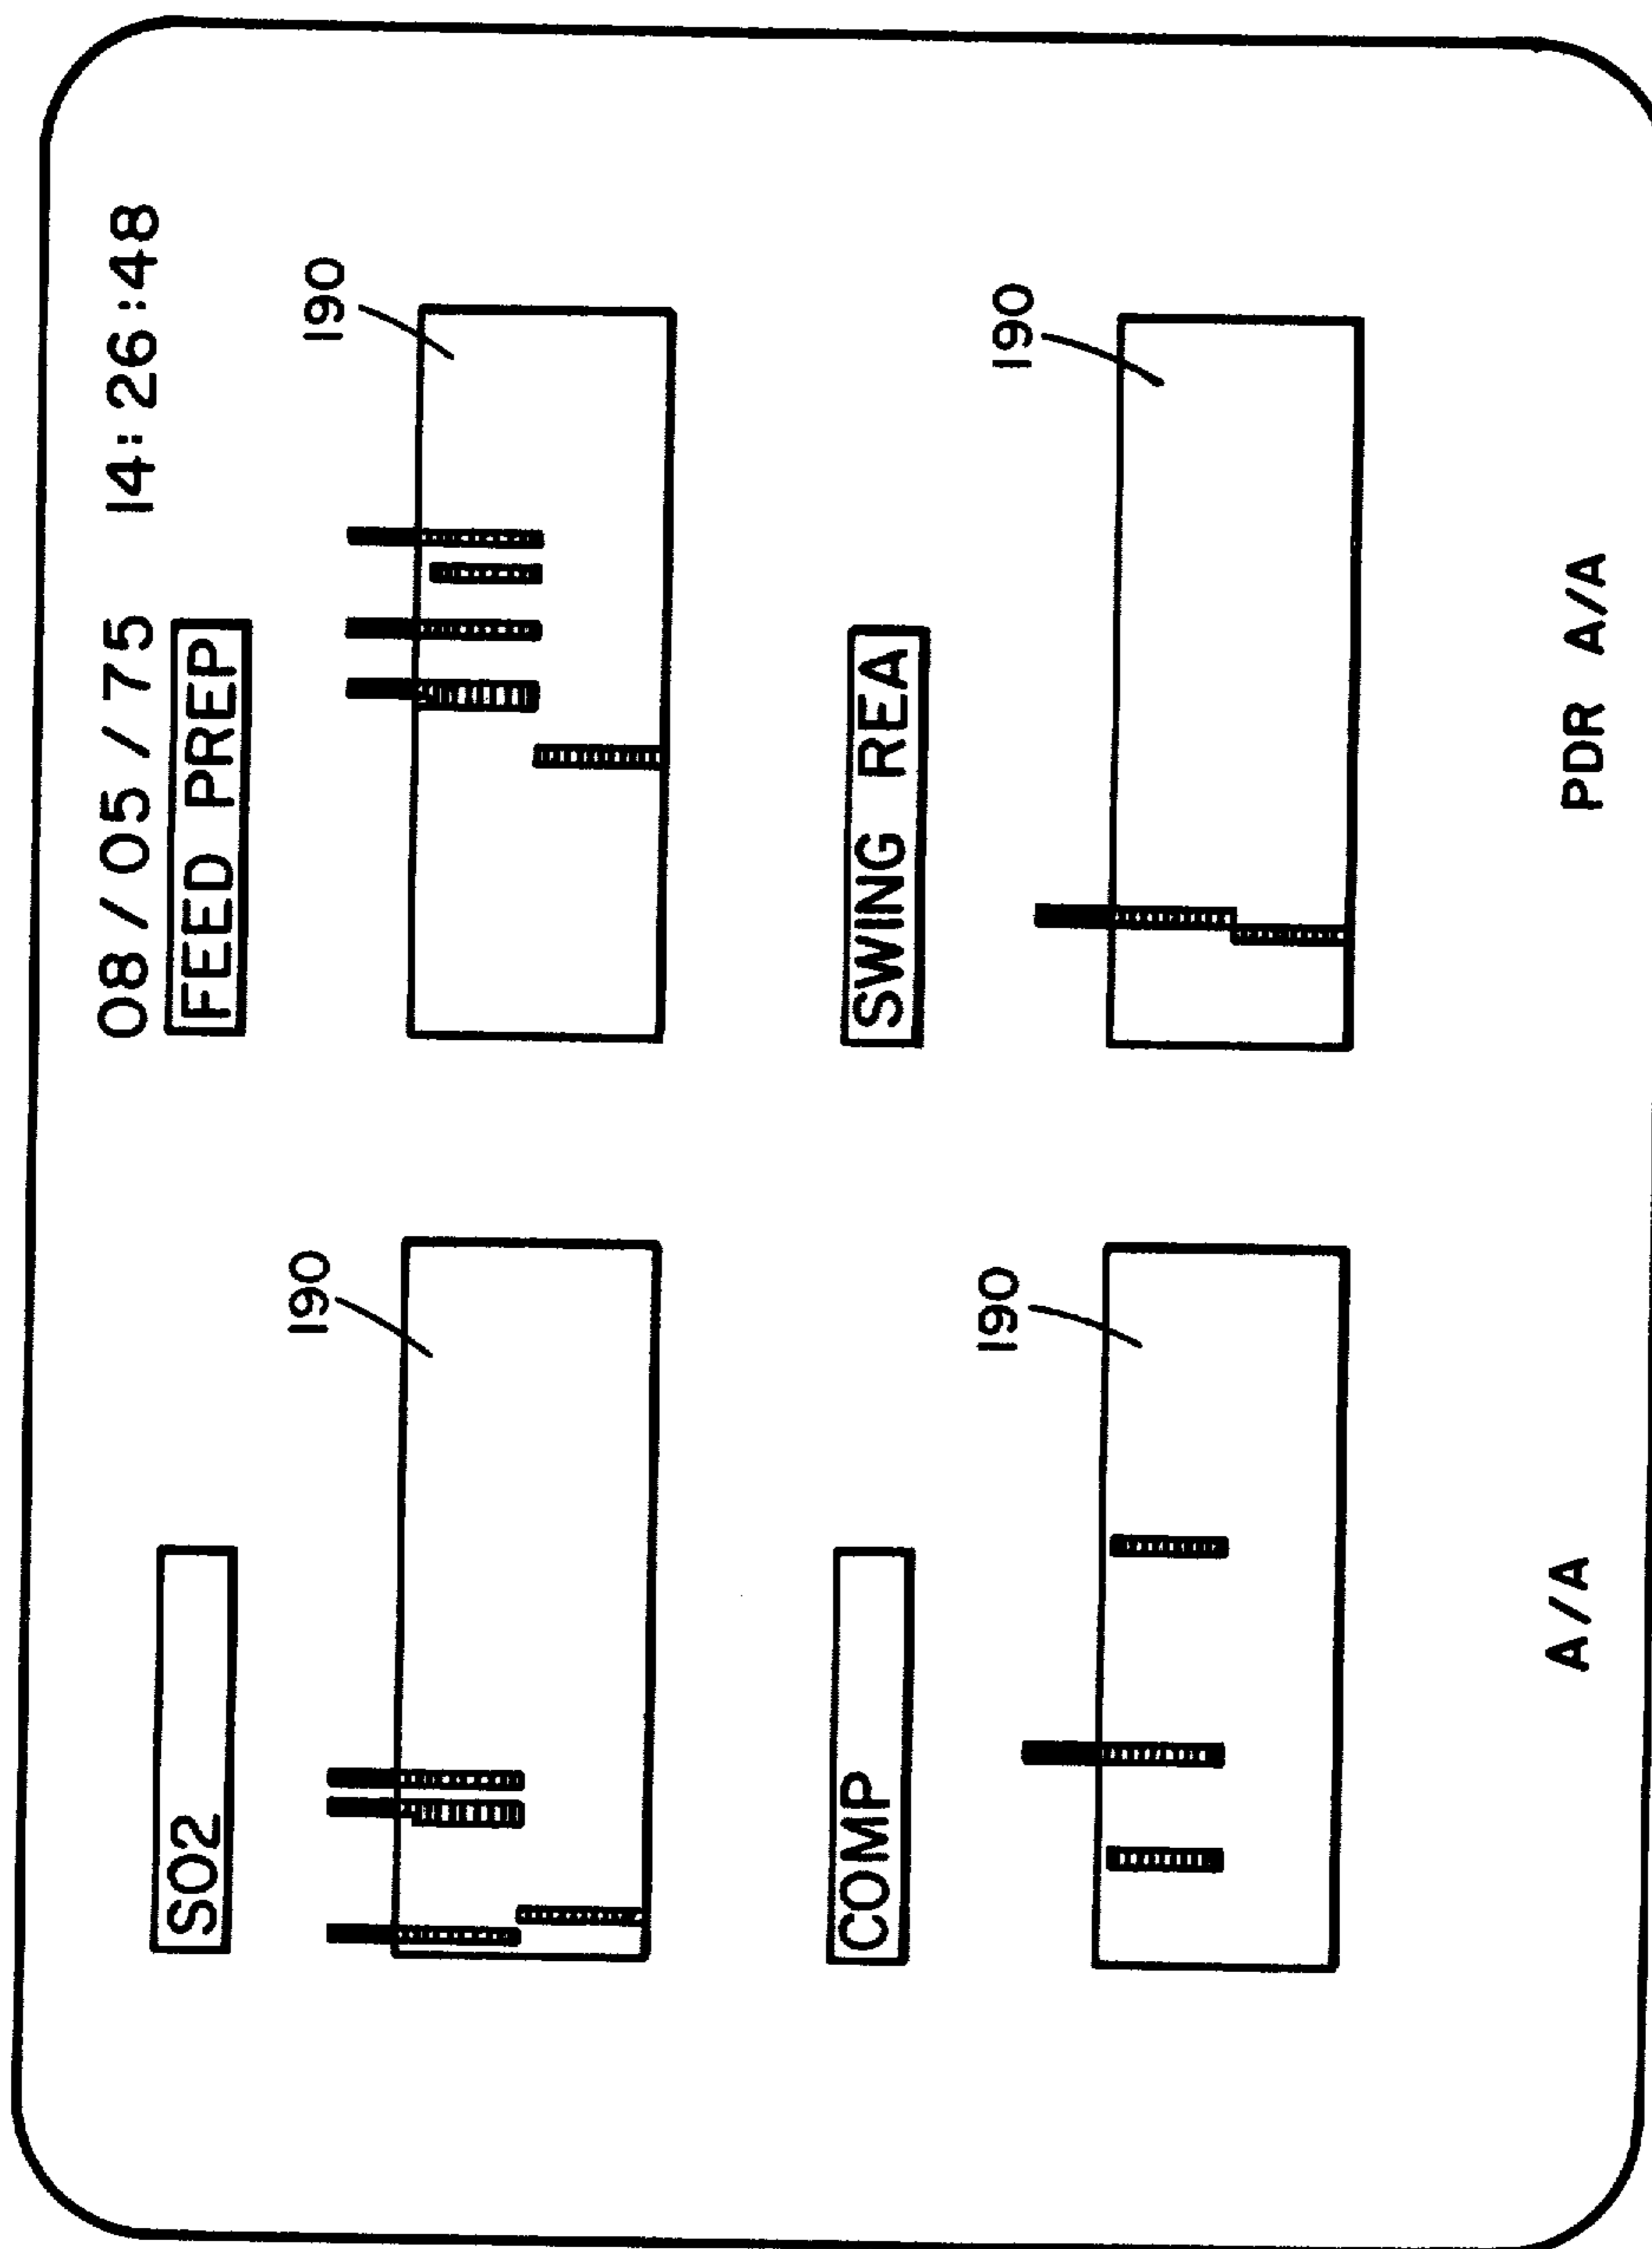 08/05/75 14:26:48
SO2
FEED PREP
190
190
COMP
SWING REA
190
190
A/A
PDR A/A